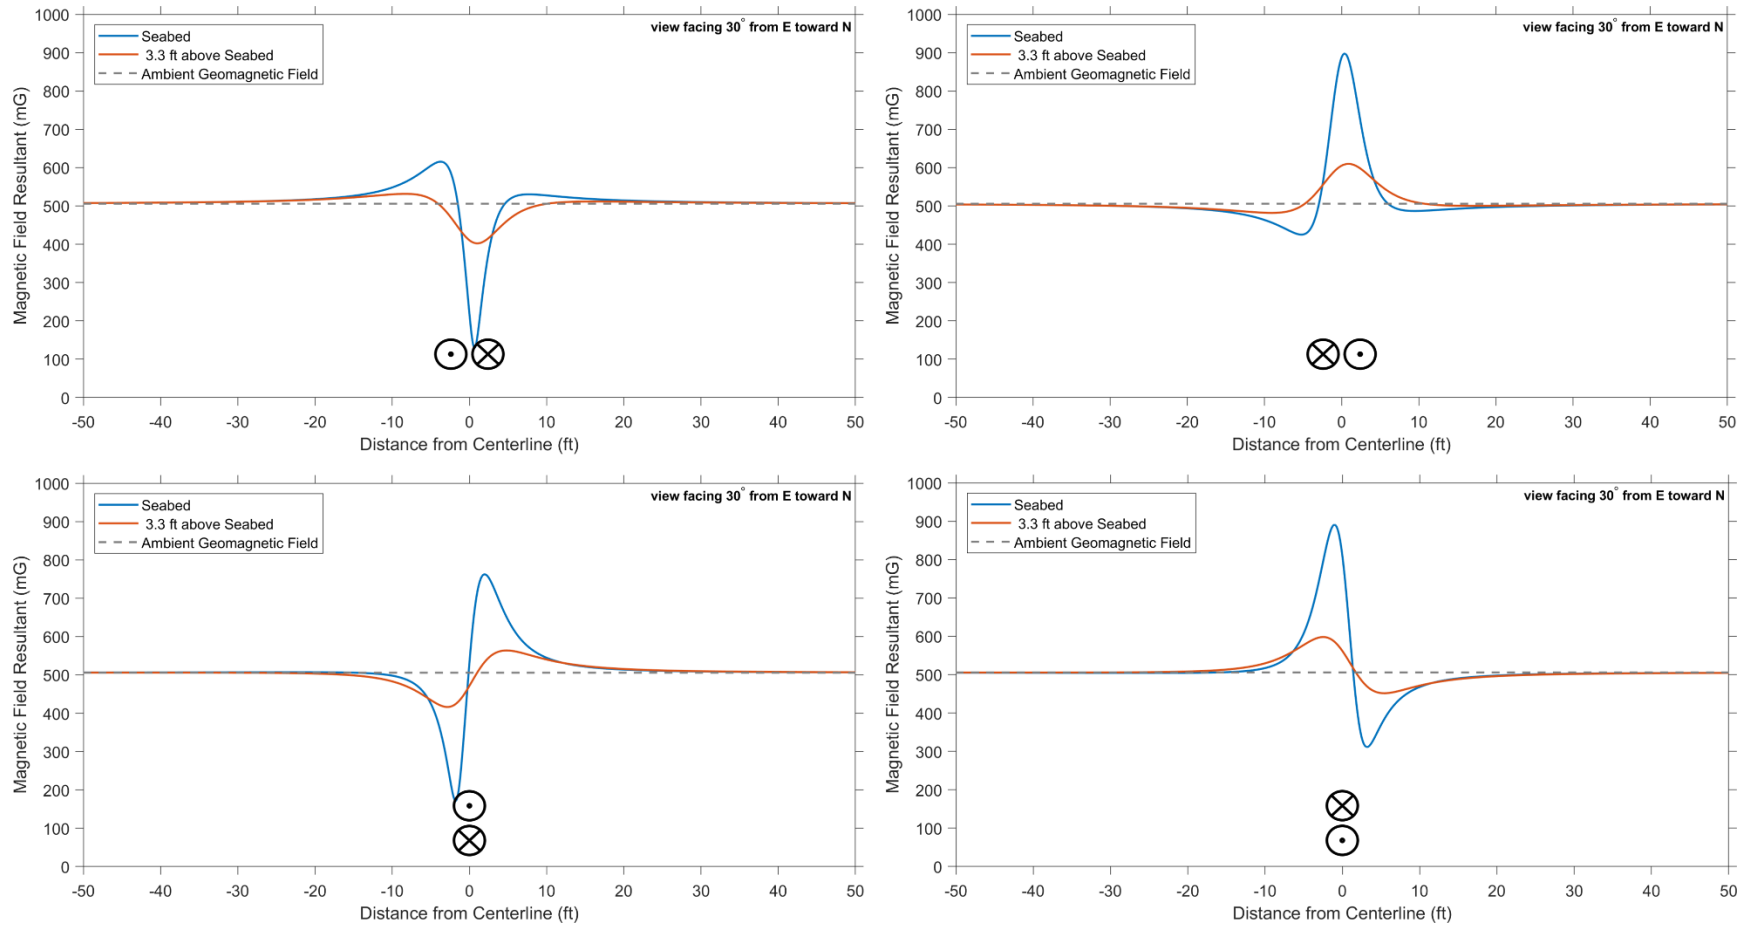 view facing 30° from E toward N
Seabed
3.3 ft above Seabed
Ambient Geomagnetic Field
Magnetic Field Resultant (mG)
1000
900
800
700
600
500
400
300
200
100
0
-50 -40 -30 -20 -10 0 10 20 30 40 50
Distance from Centerline (ft)
view facing 30° from E toward N
Seabed
3.3 ft above Seabed
Ambient Geomagnetic Field
Magnetic Field Resultant (mG)
1000
900
800
700
600
500
400
300
200
100
0
-50 -40 -30 -20 -10 0 10 20 30 40 50
Distance from Centerline (ft)
view facing 30° from E toward N
Seabed
3.3 ft above Seabed
Ambient Geomagnetic Field
Magnetic Field Resultant (mG)
1000
900
800
700
600
500
400
300
200
100
0
-50 -40 -30 -20 -10 0 10 20 30 40 50
Distance from Centerline (ft)
view facing 30° from E toward N
Seabed
3.3 ft above Seabed
Ambient Geomagnetic Field
Magnetic Field Resultant (mG)
1000
900
800
700
600
500
400
300
200
100
0
-50 -40 -30 -20 -10 0 10 20 30 40 50
Distance from Centerline (ft)